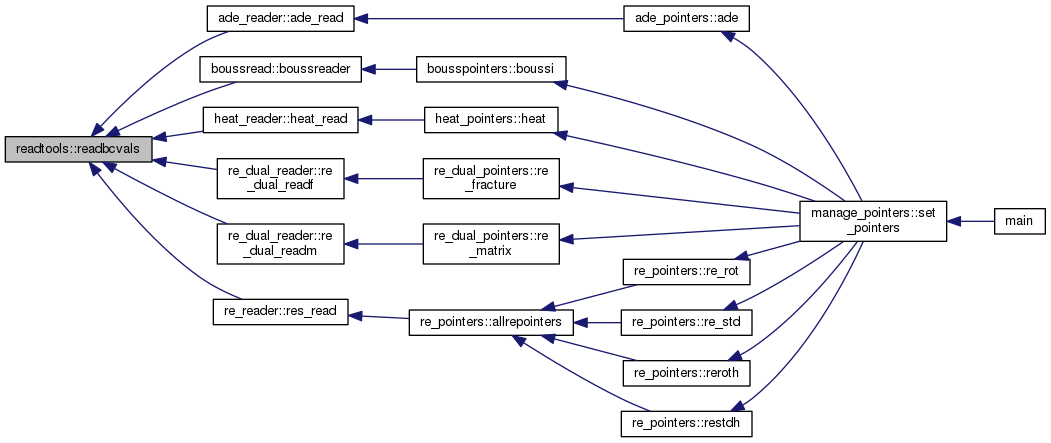 ade_reader::ade_read
ade_pointers::ade
boussread::boussreader
bousspointers::boussi
heat_reader::heat_read
heat_pointers::heat
readtools::readbcvals
re_dual_reader::re
_dual_readf
re_dual_pointers::re
_fracture
manage_pointers::set
_pointers
main
re_dual_reader::re
_dual_readm
re_dual_pointers::re
_matrix
re_pointers::re_rot
re_reader::res_read
re_pointers::allrepointers
re_pointers::re_std
re_pointers::reroth
re_pointers::restdh